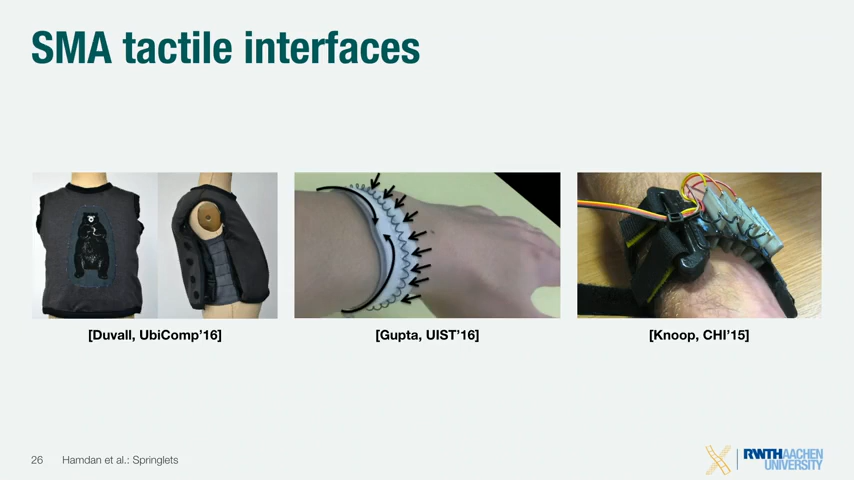 SMA tactile interfaces
[Duvall, UbiComp’16]
[Gupta, UIST’16]
[Knoop, CHI’15]
26 Hamdan et al.: Springlets
RWTHAACHEN
UNIVERSITY